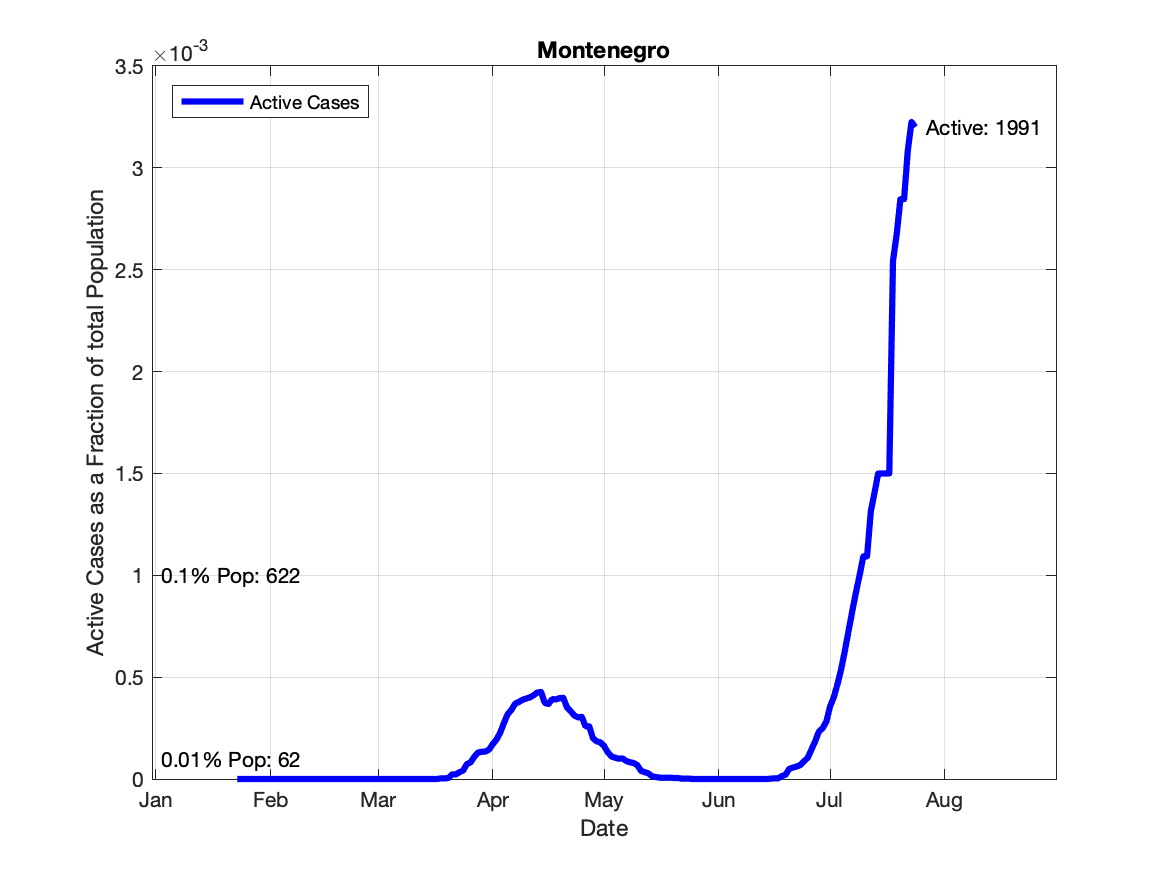 Montenegro
×10-3
Active Cases
Active: 1991
3.5
3
2.5
2
1.5
1
0.5
0
0.1% Pop: 622
0.01% Pop: 62
Active Cases as a Fraction of total Population
Jan Feb Mar Apr May Jun Jul Aug
Date